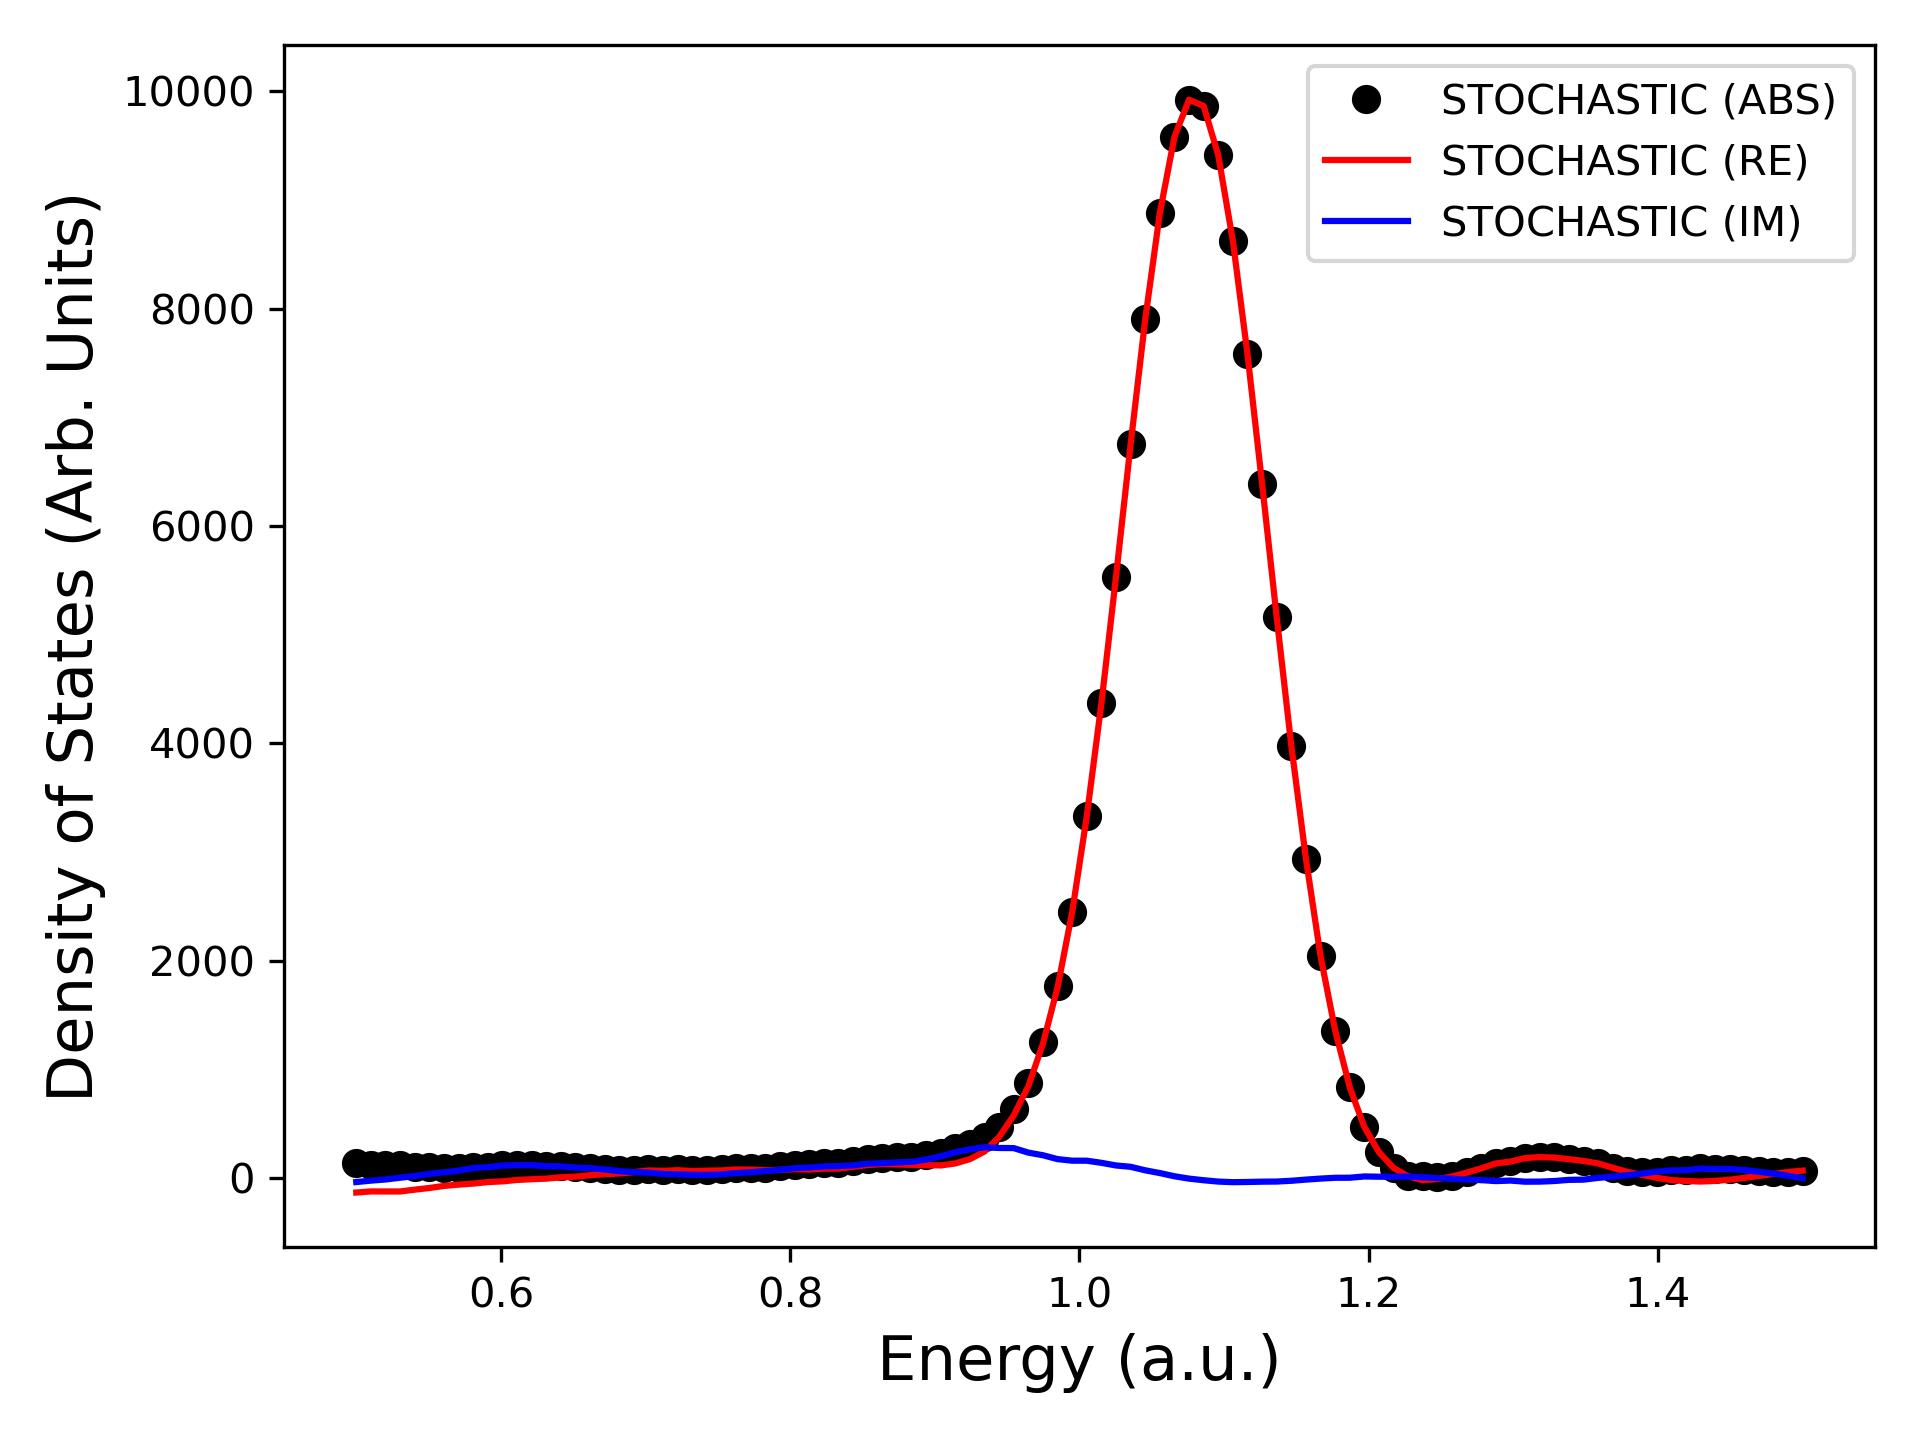 STOCHASTIC (ABS)
STOCHASTIC (RE)
STOCHASTIC (IM)
Density of States (Arb. Units)
10000
8000
6000
4000
2000
0
0.6 0.8 1.0 1.2 1.4
Energy (a.u.)